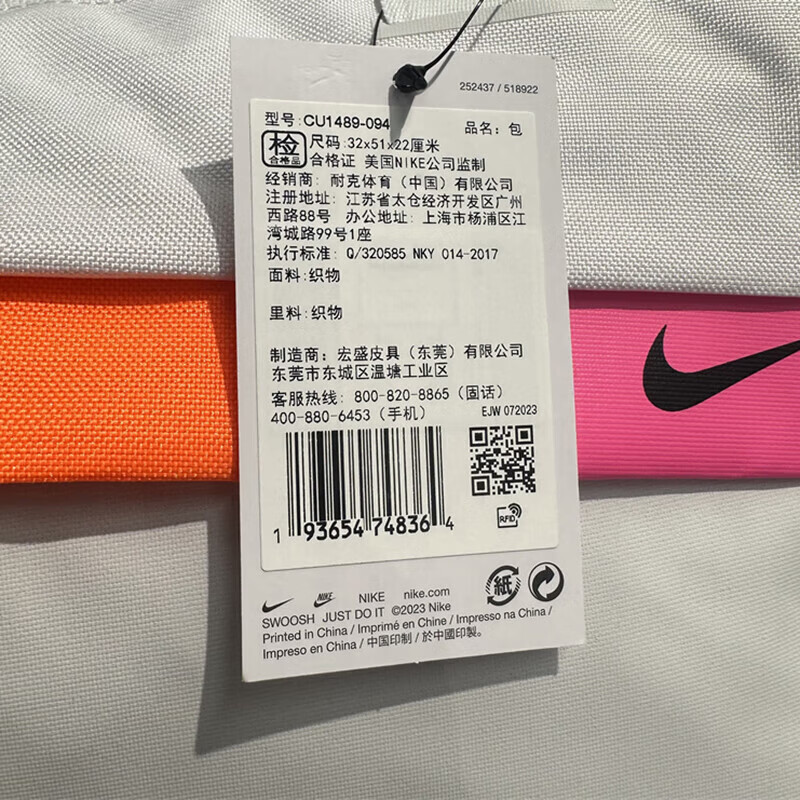 252437 / 518922
型号:CU1489-094
品名：包
检
合格品
尺码:32x51x22厘米
合格证 美国NIKE公司监制
经销商：耐克体育（中国）有限公司
注册地址：江苏省太仓经济开发区广州
西路88号 办公地址：上海市杨浦区江
湾城路99号1座
执行标准：Q/320585 NKY 014-2017
面料:织物
里料:织物
制造商：宏盛皮具（东莞）有限公司
东莞市东城区温塘工业区
客服热线：800-820-8865（固话）
400-880-6453（手机）
EJW 072023
1 93654 74836 4
RFID
紙
NIKE NIKE nike.com
SWOOSH JUST DO IT ©2023 Nike
Printed in China / Imprimé en Chine / Impresso na China /
Impreso en China / 中国印制 / 於中國印製。